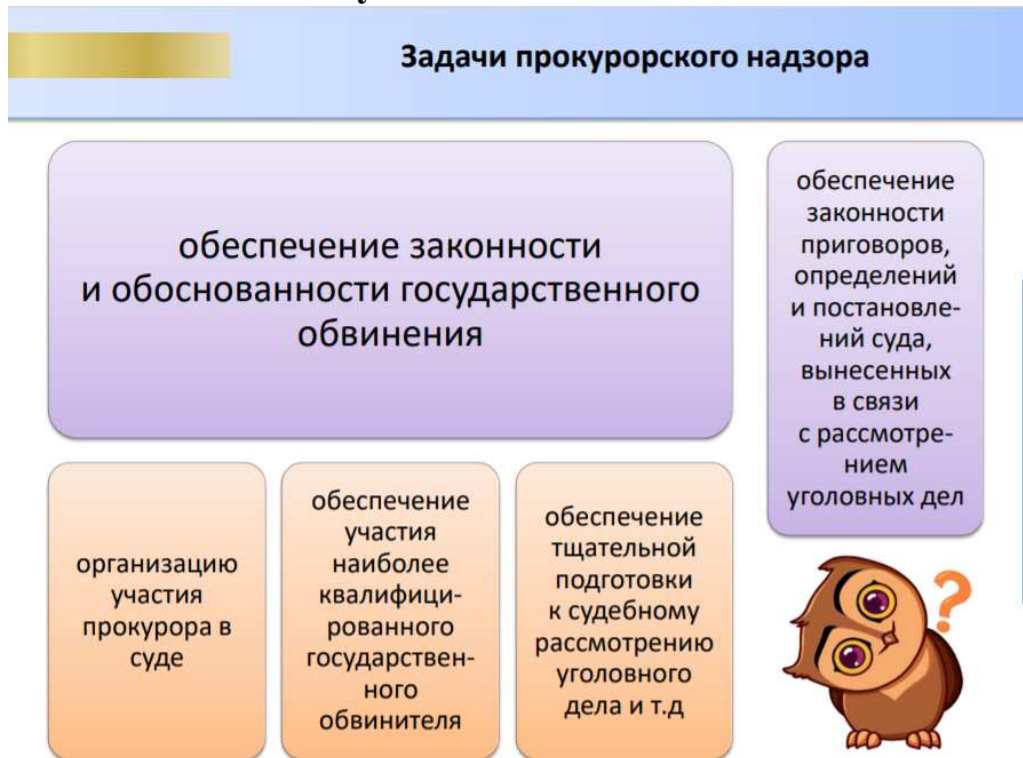 Задачи прокурорского надзора
обеспечение законности
и обоснованности государственного
обвинения
обеспечение
законности
приговоров,
определений
и постановле-
ний суда,
вынесенных
в связи
с рассмотре-
нием
уголовных дел
организацию
участия
прокурора в
суде
обеспечение
участия
наиболее
квалифици-
рованного
государствен-
ного
обвинителя
обеспечение
тщательной
подготовки
к судебному
рассмотрению
уголовного
дела и т.д
?